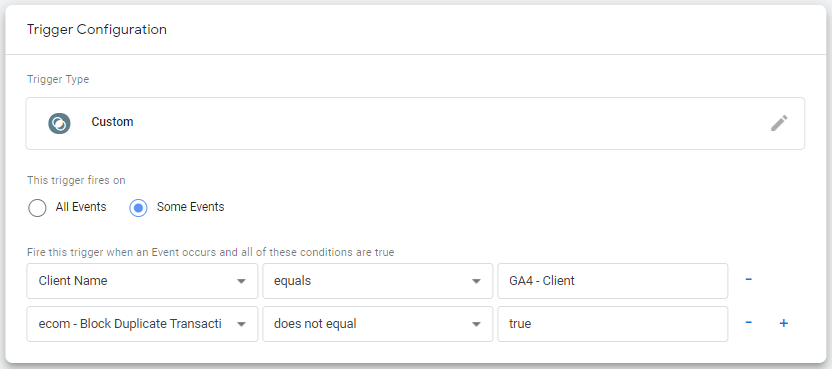 Trigger Configuration
Trigger Type
Custom
This trigger fires on
All Events Some Events
Fire this trigger when an Event occurs and all of these conditions are true
Client Name equals GA4 - Client -
ecom - Block Duplicate Transacti does not equal true - +